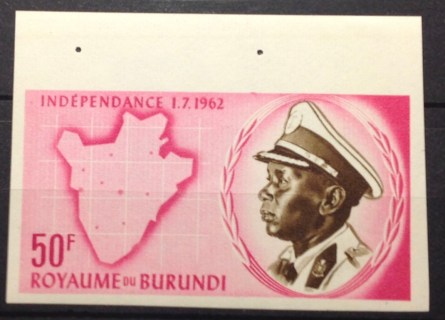 INDÉPENDANCE 1.7.1962
50F
ROYAUME DU BURUNDI